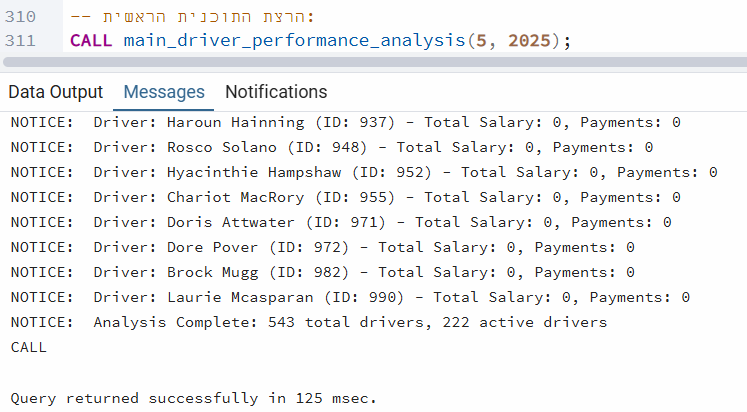 310 -- הרצת התוכנית הראשית:
311 CALL main_driver_performance_analysis(5, 2025);
Data Output Messages Notifications
NOTICE:  Driver: Haroun Hainning (ID: 937) - Total Salary: 0, Payments: 0
NOTICE:  Driver: Rosco Solano (ID: 948) - Total Salary: 0, Payments: 0
NOTICE:  Driver: Hyacinthie Hampshaw (ID: 952) - Total Salary: 0, Payments: 0
NOTICE:  Driver: Chariot MacRory (ID: 955) - Total Salary: 0, Payments: 0
NOTICE:  Driver: Doris Attwater (ID: 971) - Total Salary: 0, Payments: 0
NOTICE:  Driver: Dore Pover (ID: 972) - Total Salary: 0, Payments: 0
NOTICE:  Driver: Brock Mugg (ID: 982) - Total Salary: 0, Payments: 0
NOTICE:  Driver: Laurie Mcasparan (ID: 990) - Total Salary: 0, Payments: 0
NOTICE:  Analysis Complete: 543 total drivers, 222 active drivers
CALL
Query returned successfully in 125 msec.